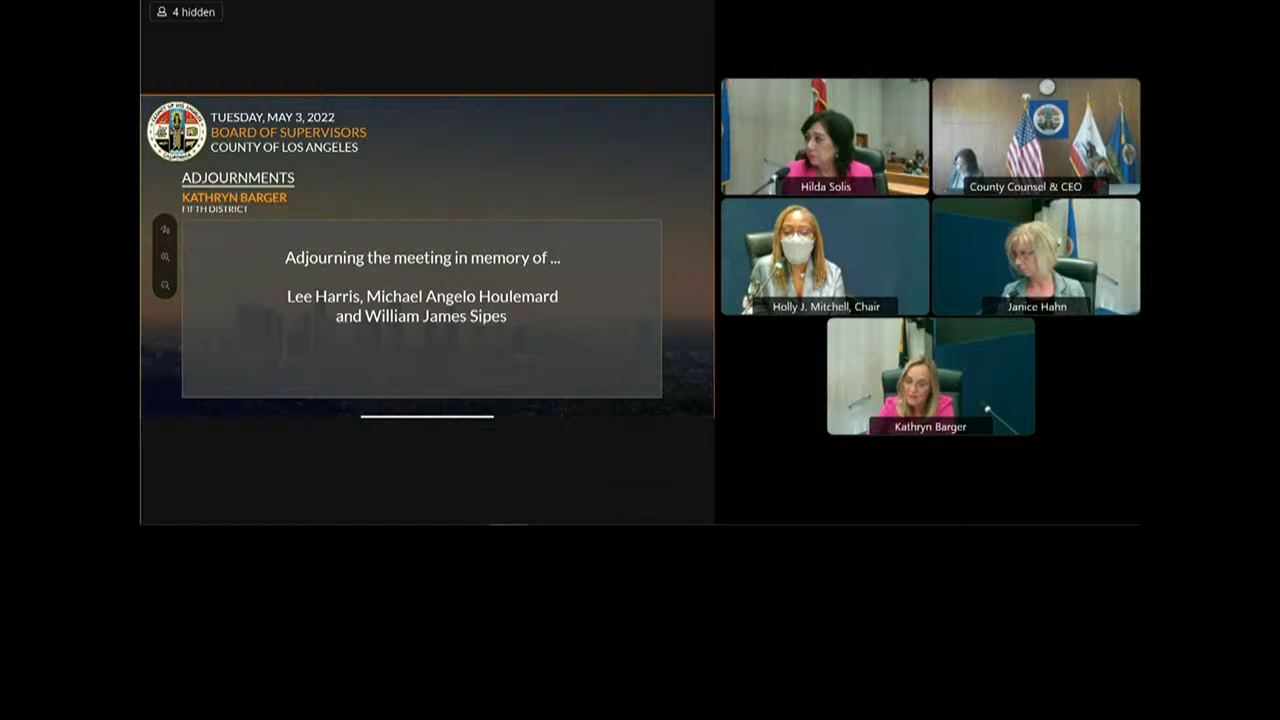 4 hidden
TUESDAY, MAY 3, 2022
BOARD OF SUPERVISORS
COUNTY OF LOS ANGELES
ADJOURNMENTS
KATHRYN BARGER
FIFTH DISTRICT
Adjourning the meeting in memory of ...
Lee Harris, Michael Angelo Houlemard
and William James Sipes
Hilda Solis
County Counsel & CEO
Holly J. Mitchell, Chair
Janice Hahn
Kathryn Barger